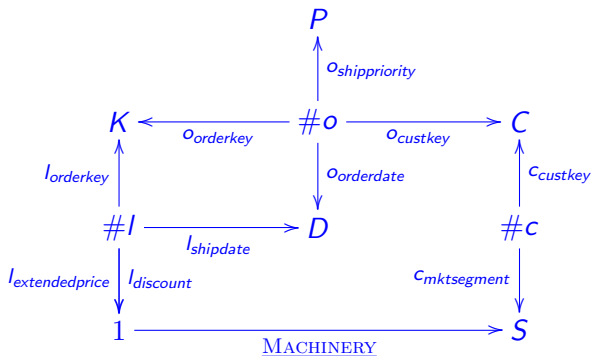 P
o_shippriority
K #o C
o_orderkey o_custkey
l_orderkey o_orderdate c_custkey
#l D #c
l_shipdate
l_extendedprice l_discount c_mktsegment
1 S
MACHINERY